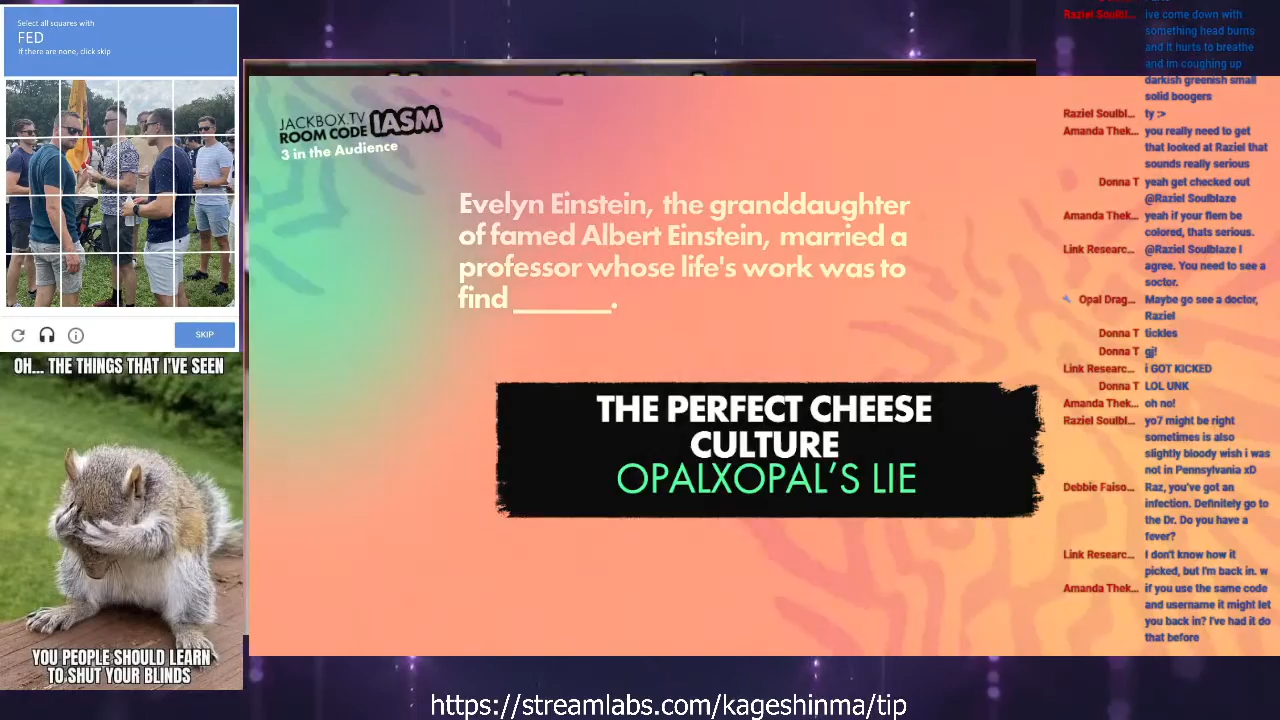 Select all squares with
FED
If there are none, click skip
SKIP
OH... THE THINGS THAT I'VE SEEN
YOU PEOPLE SHOULD LEARN
TO SHUT YOUR BLINDS
JACKBOX.TV
ROOM CODE IASM
3 in the Audience
Evelyn Einstein, the granddaughter
of famed Albert Einstein, married a
professor whose life's work was to
find ______.
THE PERFECT CHEESE
CULTURE
OPALXOPAL'S LIE
Raziel Soulbl... ive come down with
something head burns
and it hurts to breathe
and im coughing up
darkish greenish small
solid boogers
Raziel Soulbl... ty :>
Amanda Thek... you really need to get
that looked at Raziel that
sounds really serious
Donna T yeah get checked out
@Raziel Soulblaze
Amanda Thek... yeah if your flem be
colored, thats serious.
Link Researc... @Raziel Soulblaze I
agree. You need to see a
soctor.
Opal Drag... Maybe go see a doctor,
Raziel
Donna T tickles
Donna T gj!
Link Researc... i GOT KICKED
Donna T LOL UNK
Amanda Thek... oh no!
Raziel Soulbl... yo7 might be right
sometimes is also
slightly bloody wish i was
not in Pennsylvania xD
Debbie Faiso... Raz, you've got an
infection. Definitely go to
the Dr. Do you have a
fever?
Link Researc... I don't know how it
picked, but I'm back in. w
Amanda Thek... if you use the same code
and username it might let
you back in? I've had it do
that before
https://streamlabs.com/kageshinma/tip